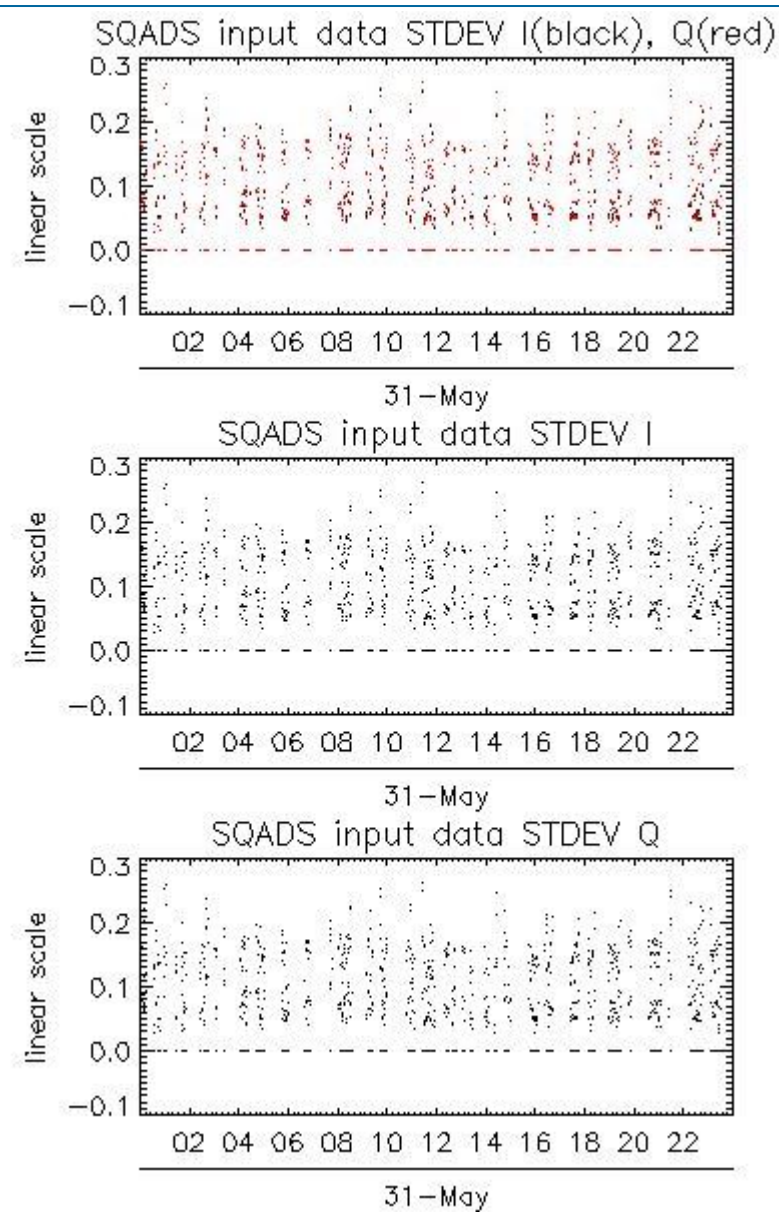 SQADS input data STDEV I(black), Q(red)
0.3
0.2
0.1
0.0
−0.1
linear scale
02 04 06 08 10 12 14 16 18 20 22
31−May
SQADS input data STDEV I
0.3
0.2
0.1
0.0
−0.1
linear scale
02 04 06 08 10 12 14 16 18 20 22
31−May
SQADS input data STDEV Q
0.3
0.2
0.1
0.0
−0.1
linear scale
02 04 06 08 10 12 14 16 18 20 22
31−May